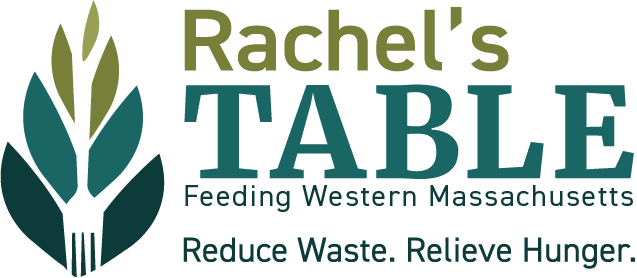 Rachel's
TABLE
Feeding Western Massachusetts
Reduce Waste. Relieve Hunger.